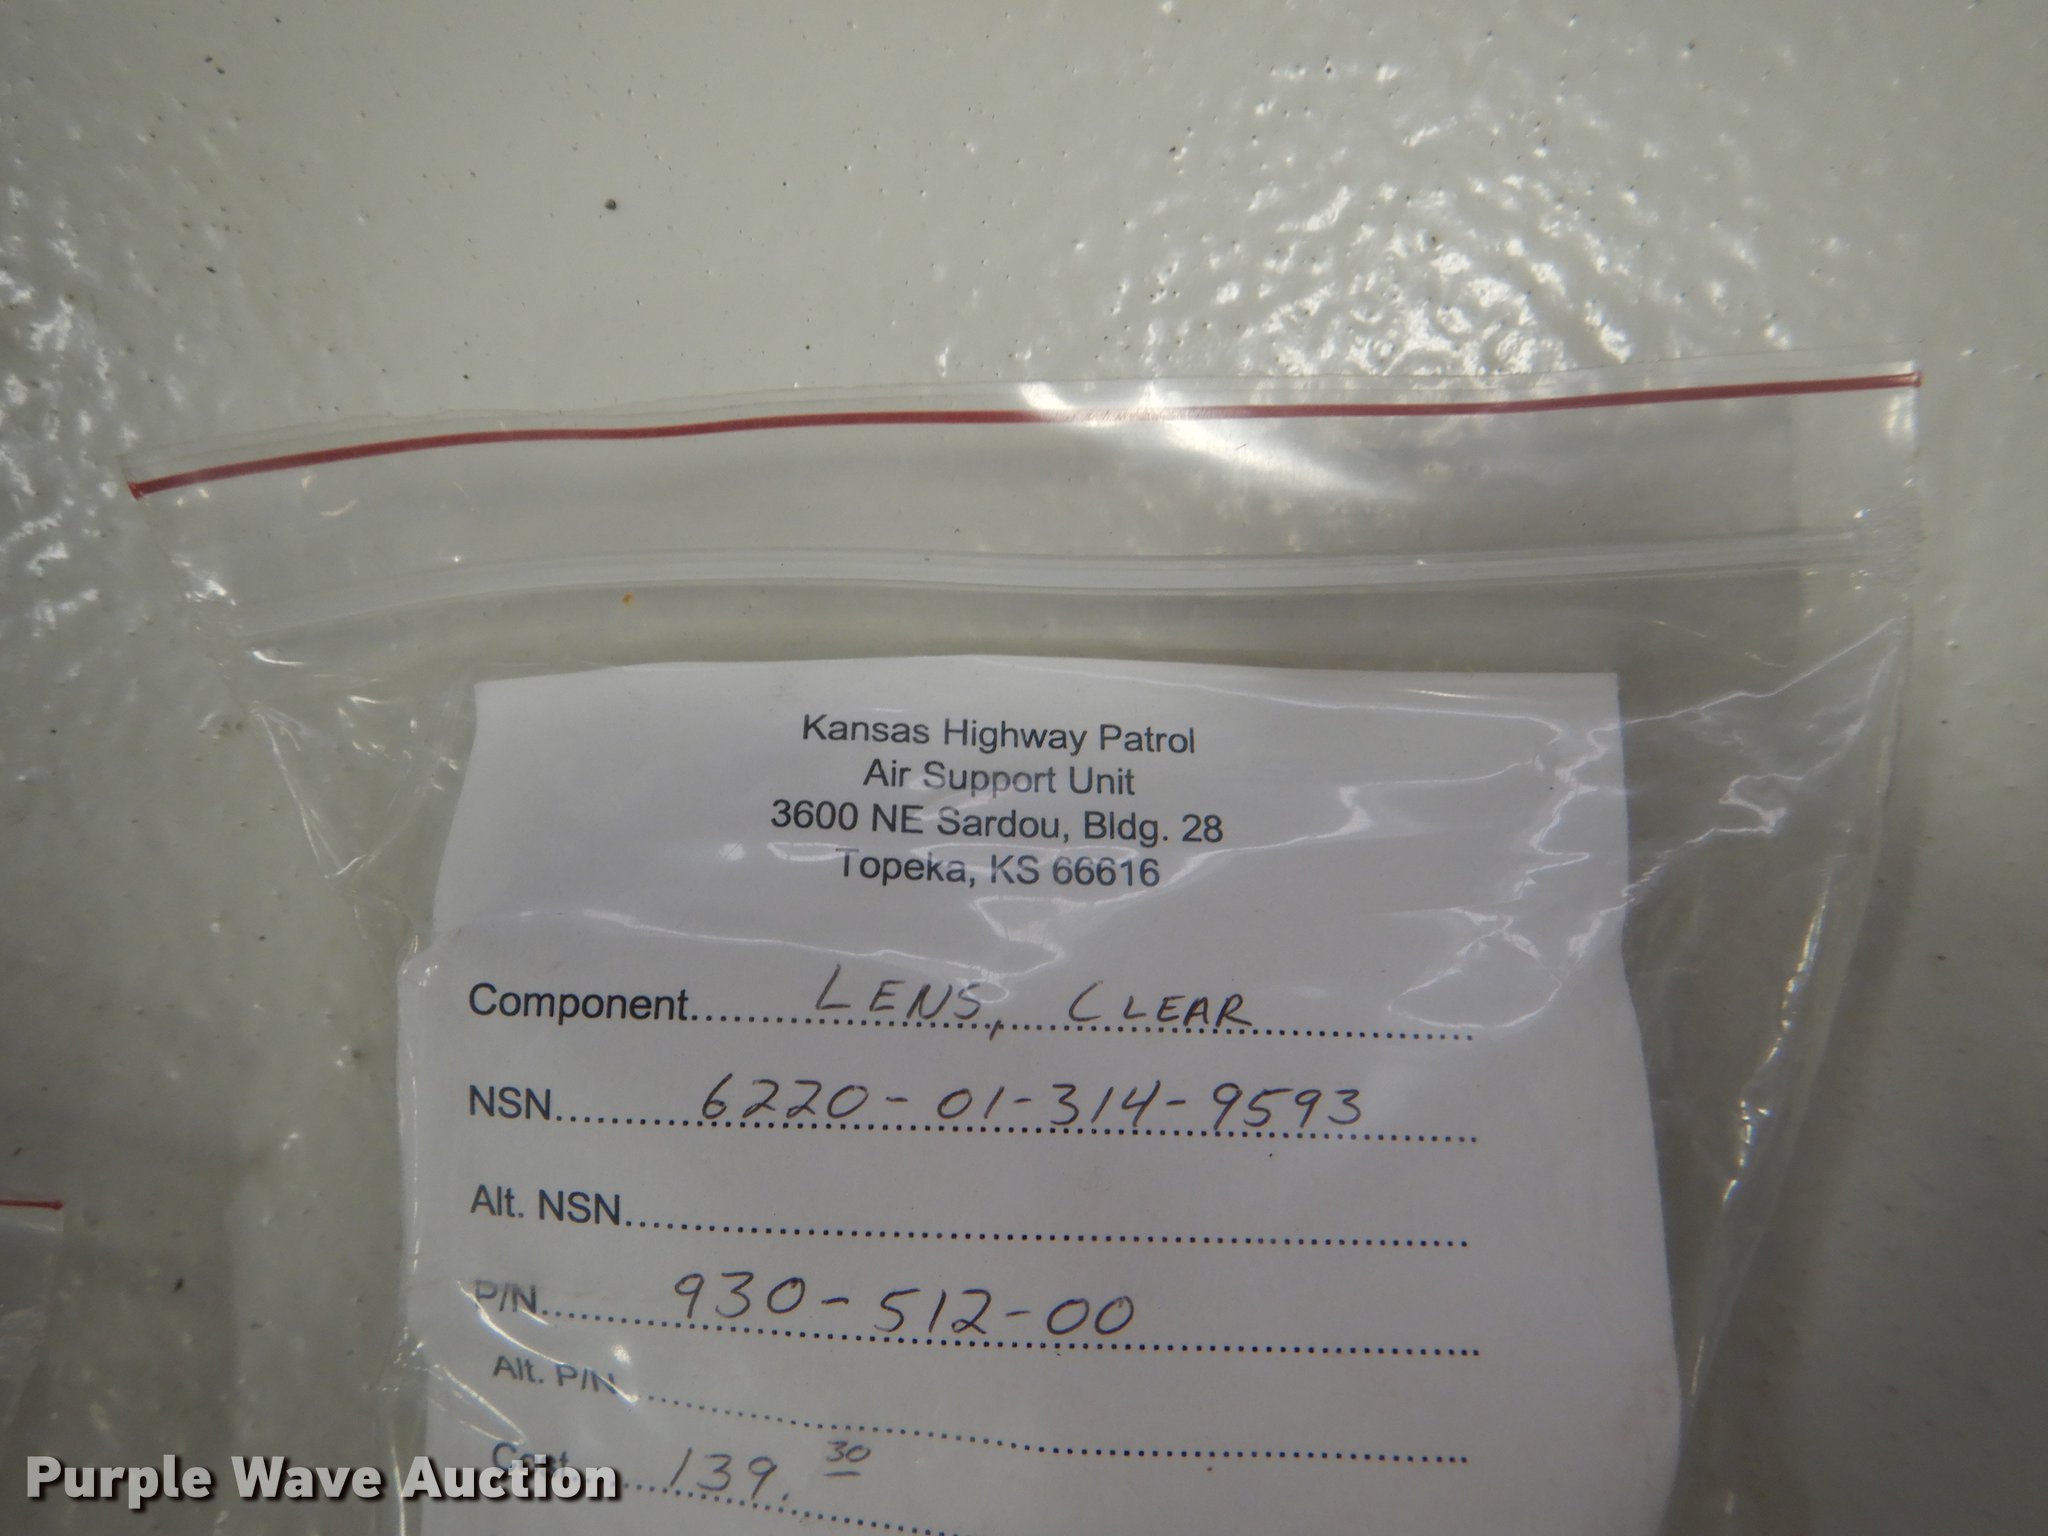 Kansas Highway Patrol
Air Support Unit
3600 NE Sardou, Bldg. 28
Topeka, KS 66616
Component.......LENS, CLEAR
NSN.......6220-01-314-9593
Alt. NSN.......
P/N.......930-512-00
Alt. P/N.......
Cost.......139.30
Purple Wave Auction